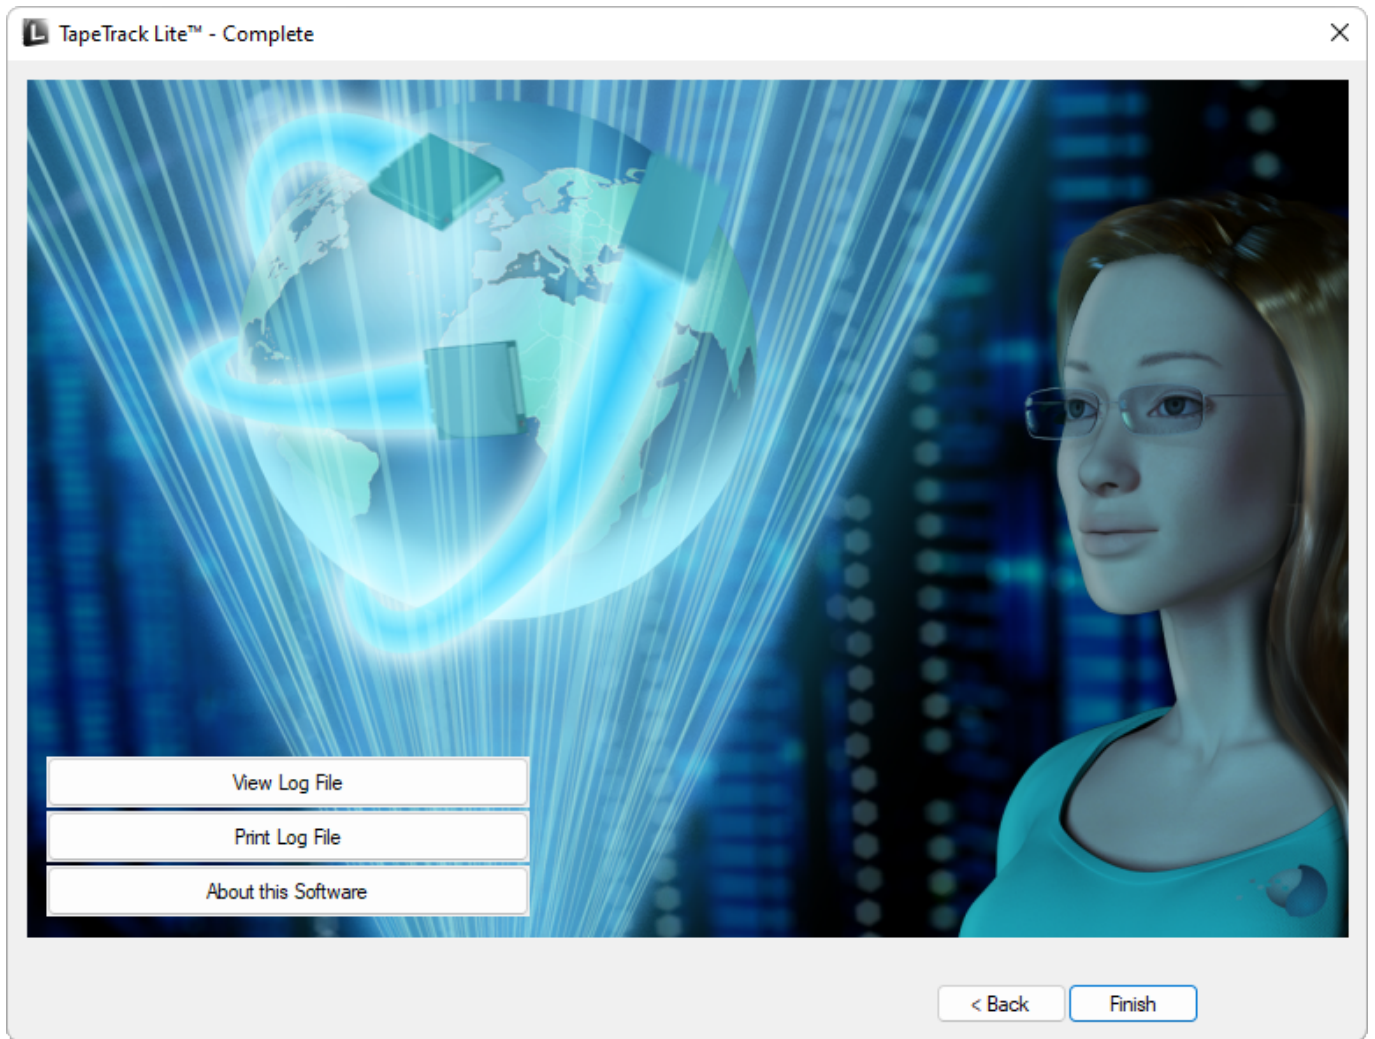 TapeTrack Lite™ - Complete
View Log File
Print Log File
About this Software
< Back
Finish